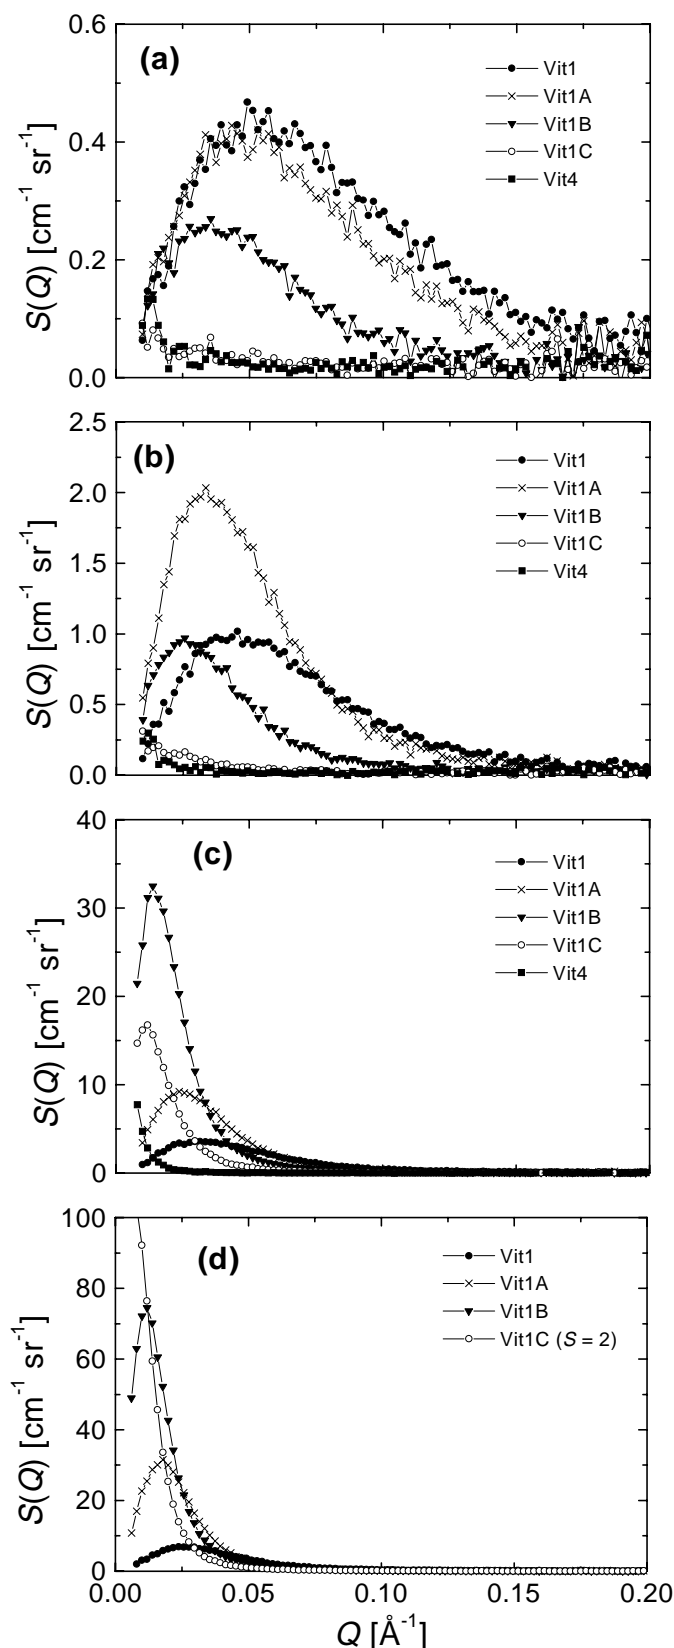 0.6
(a)
Vit1
Vit1A
Vit1B
Vit1C
Vit4
0.4
0.2
0.0
S(Q) [cm⁻¹ sr⁻¹]
2.5
(b)
Vit1
Vit1A
Vit1B
Vit1C
Vit4
2.0
1.5
1.0
0.5
0.0
S(Q) [cm⁻¹ sr⁻¹]
40
(c)
Vit1
Vit1A
Vit1B
Vit1C
Vit4
30
20
10
0
S(Q) [cm⁻¹ sr⁻¹]
100
(d)
Vit1
Vit1A
Vit1B
Vit1C (S = 2)
80
60
40
20
0
S(Q) [cm⁻¹ sr⁻¹]
0.00 0.05 0.10 0.15 0.20
Q [Å⁻¹]